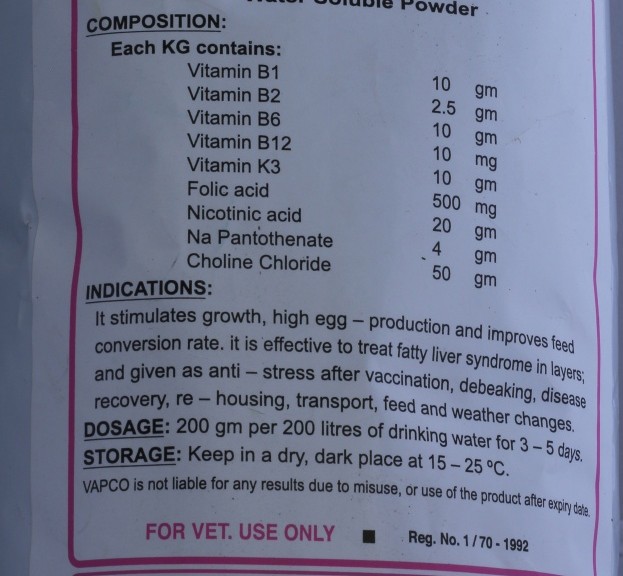 Water Soluble Powder
COMPOSITION:
Each KG contains:
Vitamin B1 10 gm
Vitamin B2 2.5 gm
Vitamin B6 10 gm
Vitamin B12 10 mg
Vitamin K3 10 gm
Folic acid 500 mg
Nicotinic acid 20 gm
Na Pantothenate 4 gm
Choline Chloride 50 gm
INDICATIONS:
It stimulates growth, high egg – production and improves feed
conversion rate. it is effective to treat fatty liver syndrome in layers;
and given as anti – stress after vaccination, debeaking, disease
recovery, re – housing, transport, feed and weather changes.
DOSAGE: 200 gm per 200 litres of drinking water for 3 – 5 days.
STORAGE: Keep in a dry, dark place at 15 – 25 ºC.
VAPCO is not liable for any results due to misuse, or use of the product after expiry date.
FOR VET. USE ONLY ■ Reg. No. 1 / 70 - 1992